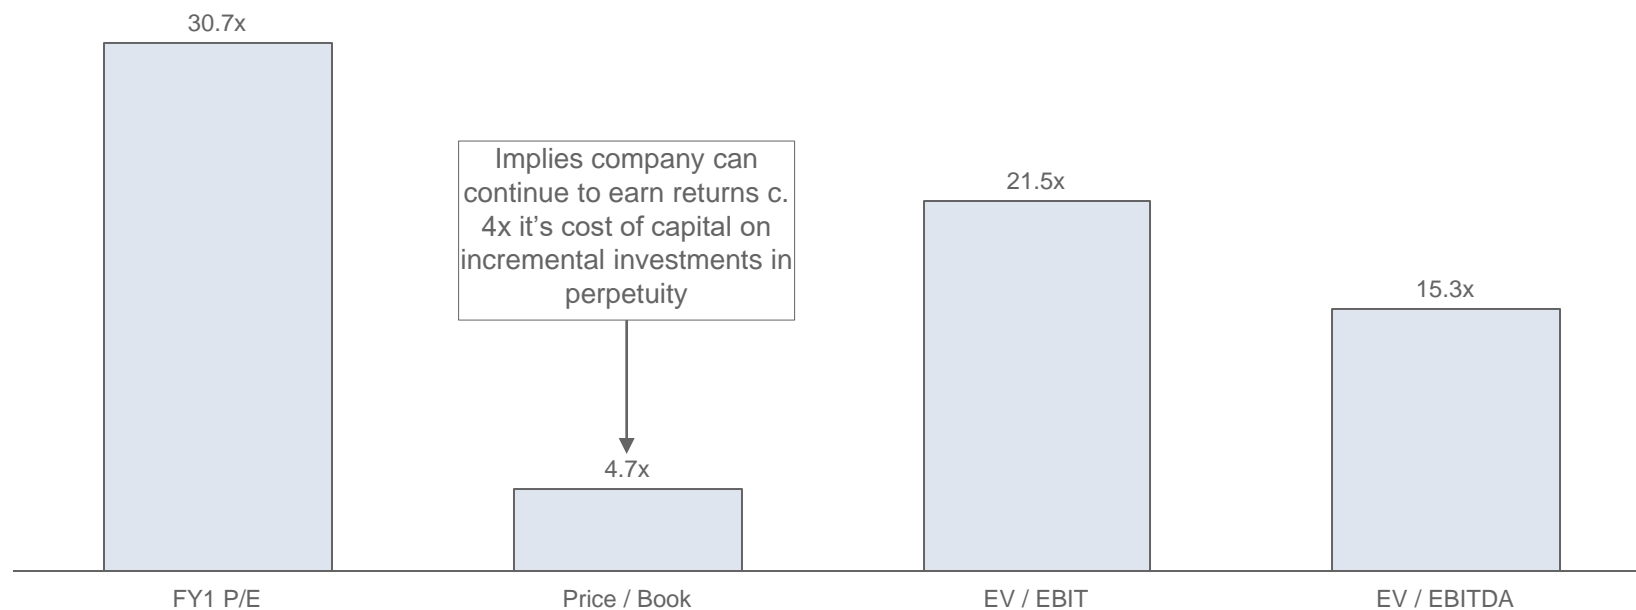 30.7x
Implies company can
continue to earn returns c.
4x it’s cost of capital on
incremental investments in
perpetuity
21.5x
15.3x
4.7x
FY1 P/E
Price / Book
EV / EBIT
EV / EBITDA